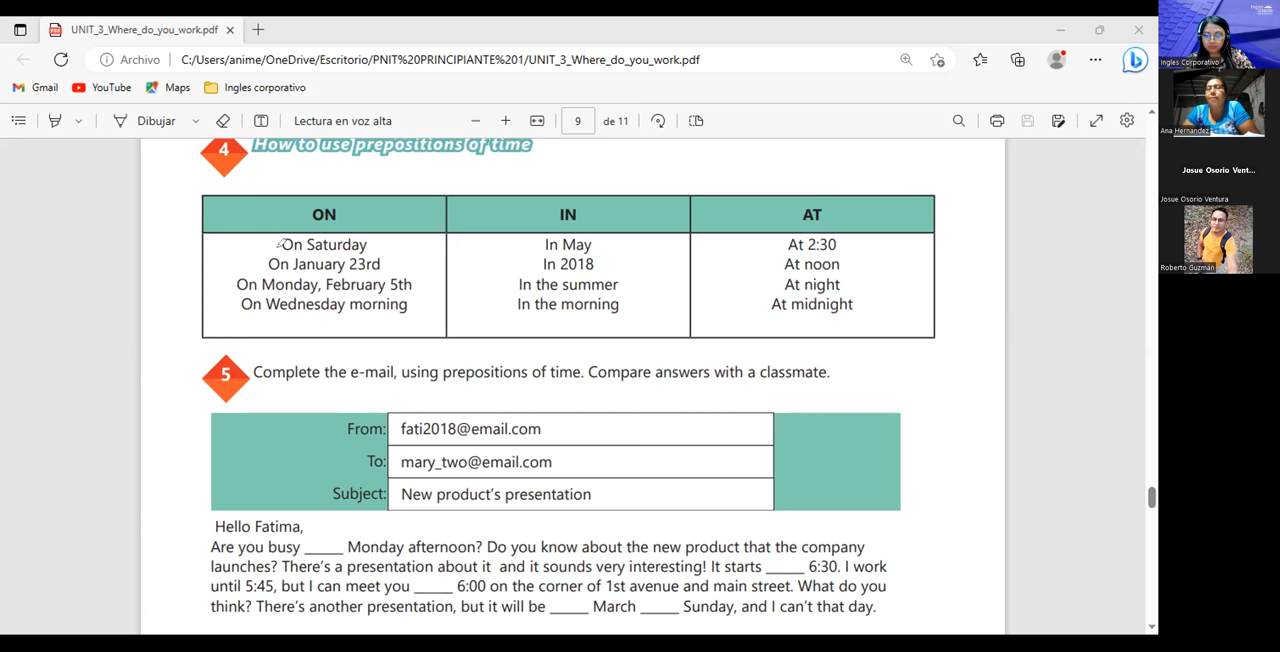 UNIT_3_Where_do_you_work.pdf
Archivo
C:/Users/anime/OneDrive/Escritorio/PNIT%20PRINCIPIANTE%201/UNIT_3_Where_do_you_work.pdf
Gmail
YouTube
Maps
Ingles corporativo
Dibujar
Lectura en voz alta
9
de 11
4 How to use prepositions of time
ON IN AT
On Saturday In May At 2:30
On January 23rd In 2018 At noon
On Monday, February 5th In the summer At night
On Wednesday morning In the morning At midnight
5 Complete the e-mail, using prepositions of time. Compare answers with a classmate.
From: fati2018@email.com
To: mary_two@email.com
Subject: New product's presentation
Hello Fatima,
Are you busy _____ Monday afternoon? Do you know about the new product that the company
launches? There's a presentation about it and it sounds very interesting! It starts _____ 6:30. I work
until 5:45, but I can meet you _____ 6:00 on the corner of 1st avenue and main street. What do you
think? There's another presentation, but it will be _____ March _____ Sunday, and I can't that day.
Ingles Corporativo
Ana Hernandez
Josue Osorio Vent...
Josue Osorio Ventura
Roberto Guzmán